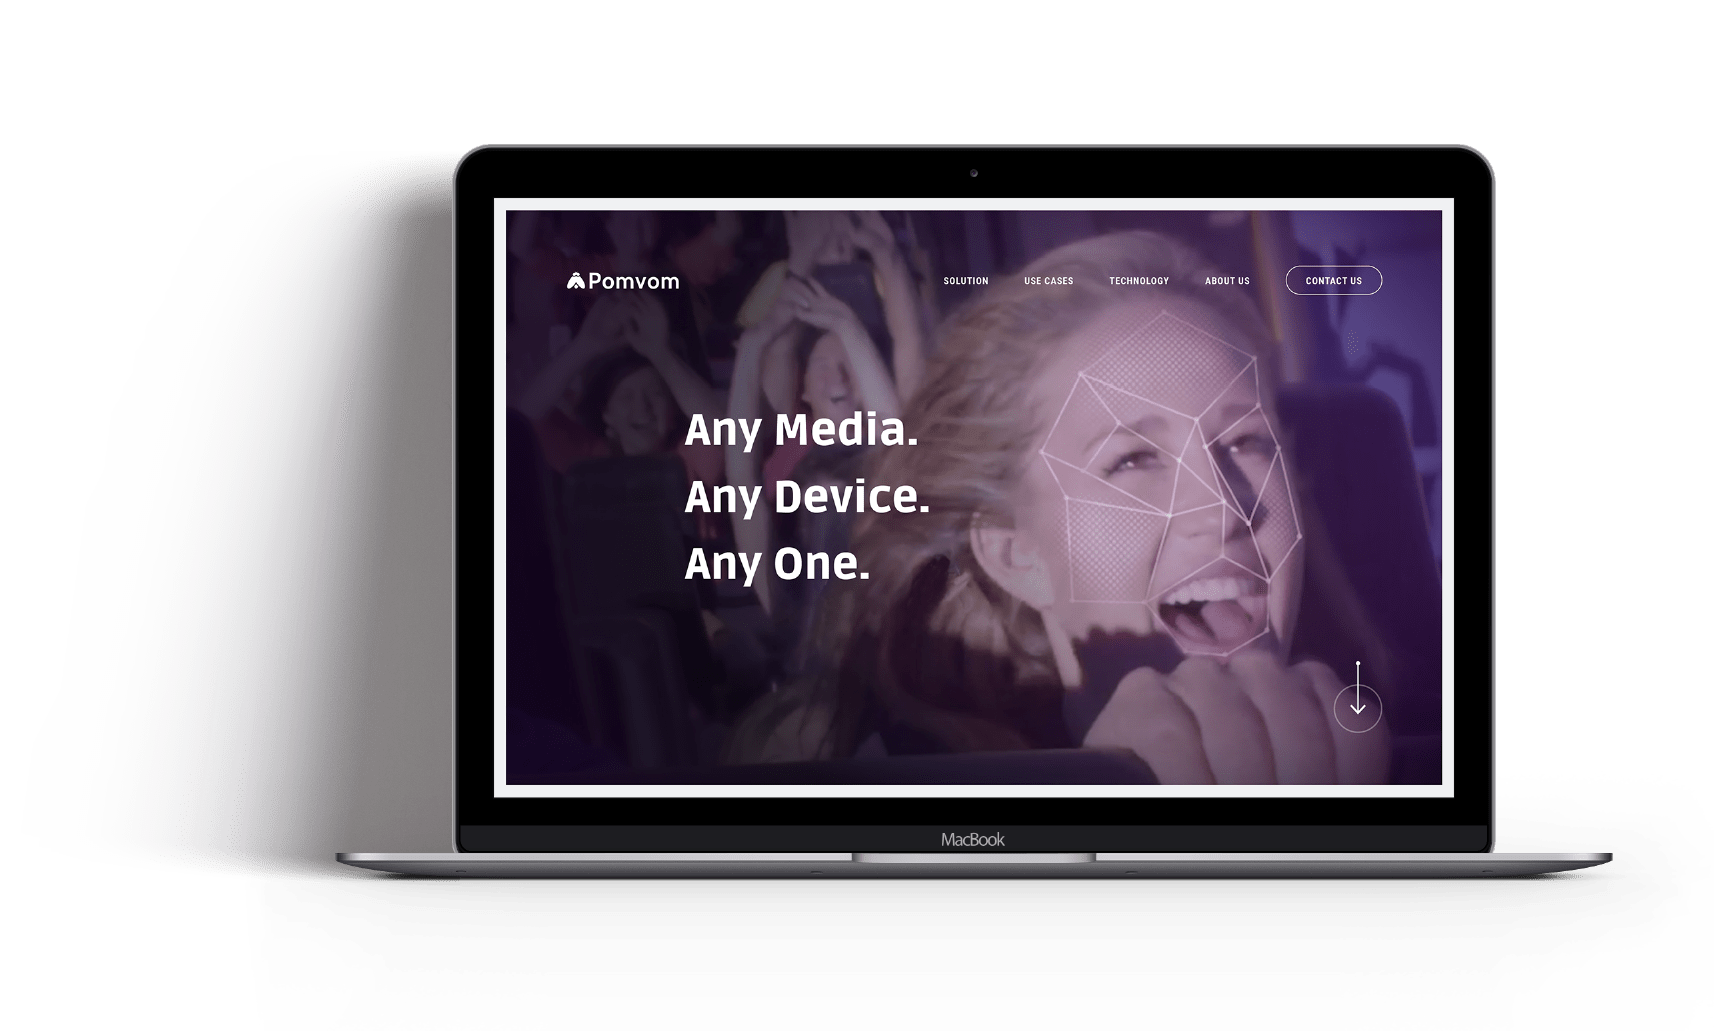 Pomvom
SOLUTION
USE CASES
TECHNOLOGY
ABOUT US
CONTACT US
Any Media.
Any Device.
Any One.
MacBook